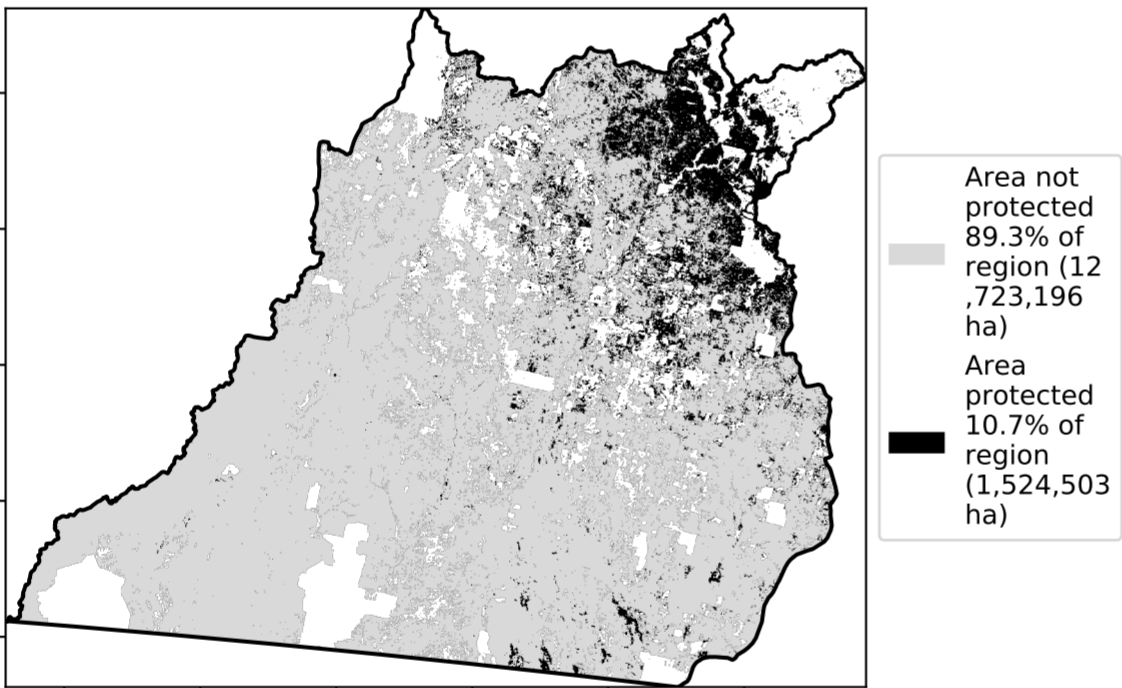 Area not
protected
89.3% of
region (12
,723,196
ha)
Area
protected
10.7% of
region
(1,524,503
ha)